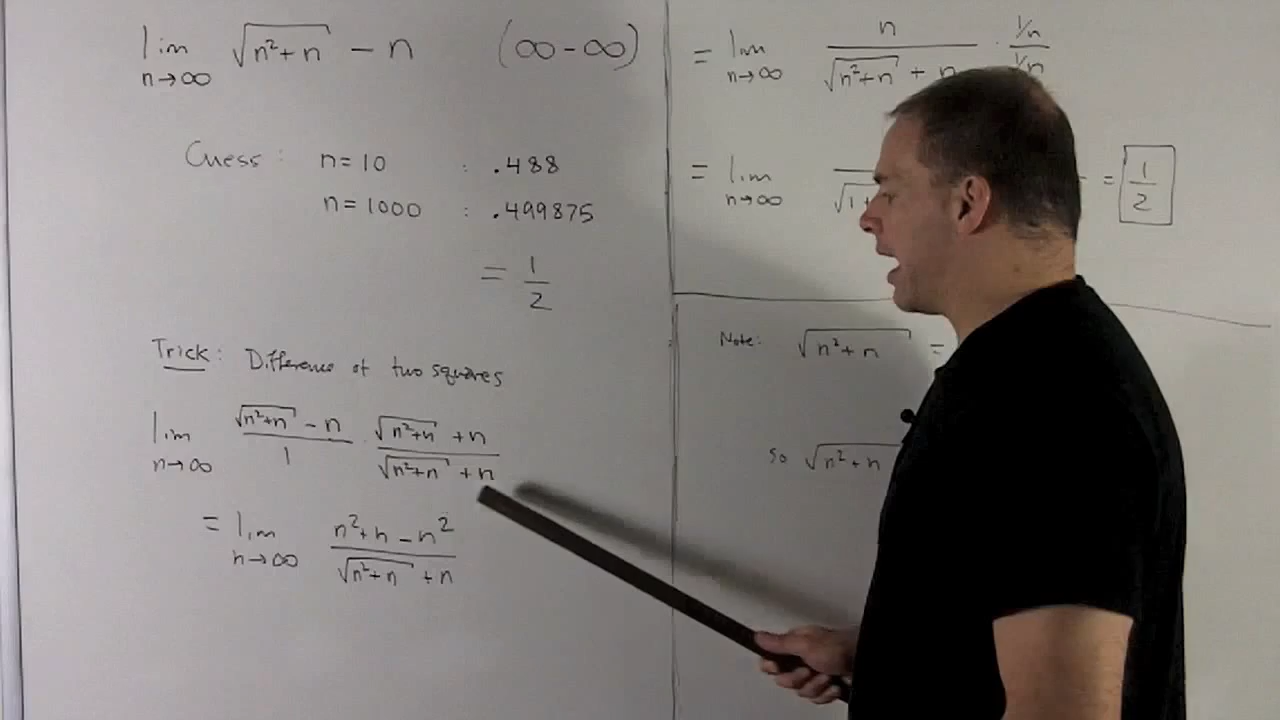 lim n→∞ √(n²+n) - n (∞-∞)
Guess: n=10 : .488
n=1000 : .499875
= 1/2
Trick: Difference of two squares
lim n→∞ (√(n²+n) - n)/1 · (√(n²+n) + n)/(√(n²+n) + n)
= lim n→∞ (n²+n-n²)/(√(n²+n) + n)
= lim n→∞ n/(√(n²+n) + n) · (1/n)/(1/n)
= lim n→∞ 1/√1+ = 1/2
Note: √(n²+n) =
So √(n²+n)